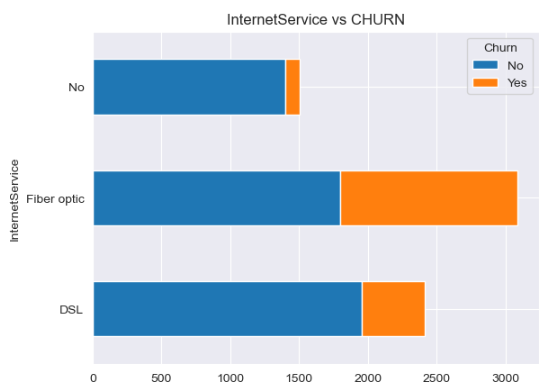 InternetService vs CHURN
Churn
No
Yes
No
Fiber optic
DSL
InternetService
0 500 1000 1500 2000 2500 3000